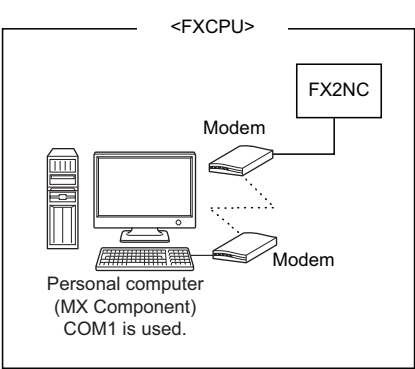 <FXCPU>
FX2NC
Modem
Modem
Personal computer
(MX Component)
COM1 is used.